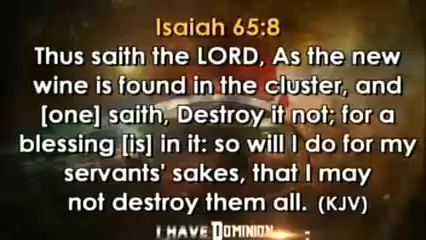 Isaiah 65:8
Thus saith the LORD, As the new
wine is found in the cluster, and
[one] saith, Destroy it not; for a
blessing [is] in it: so will I do for my
servants' sakes, that I may
not destroy them all. (KJV)
I HAVE DOMINION